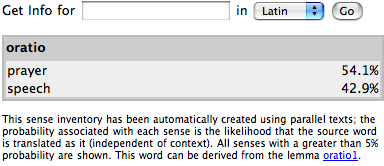 Get Info for in Latin Go
oratio
prayer 54.1%
speech 42.9%
This sense inventory has been automatically created using parallel texts; the
probability associated with each sense is the likelihood that the source word
is translated as it (independent of context). All senses with a greater than 5%
probability are shown. This word can be derived from the lemma oratio1.